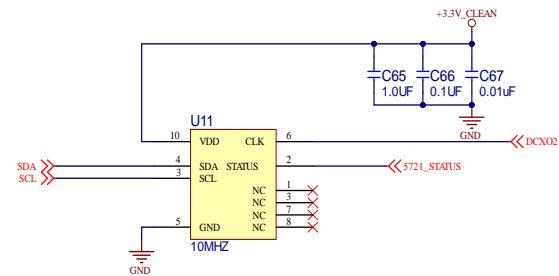 +3.3V_CLEAN
C65
1.0UF
C66
0.1UF
C67
0.01uF
GND
U11
10 VDD CLK 6 DCXO2
SDA 4 SDA STATUS 2 5721_STATUS
SCL 3 SCL
NC 1
NC 3
NC 7
5 GND NC 8
10MHZ
GND